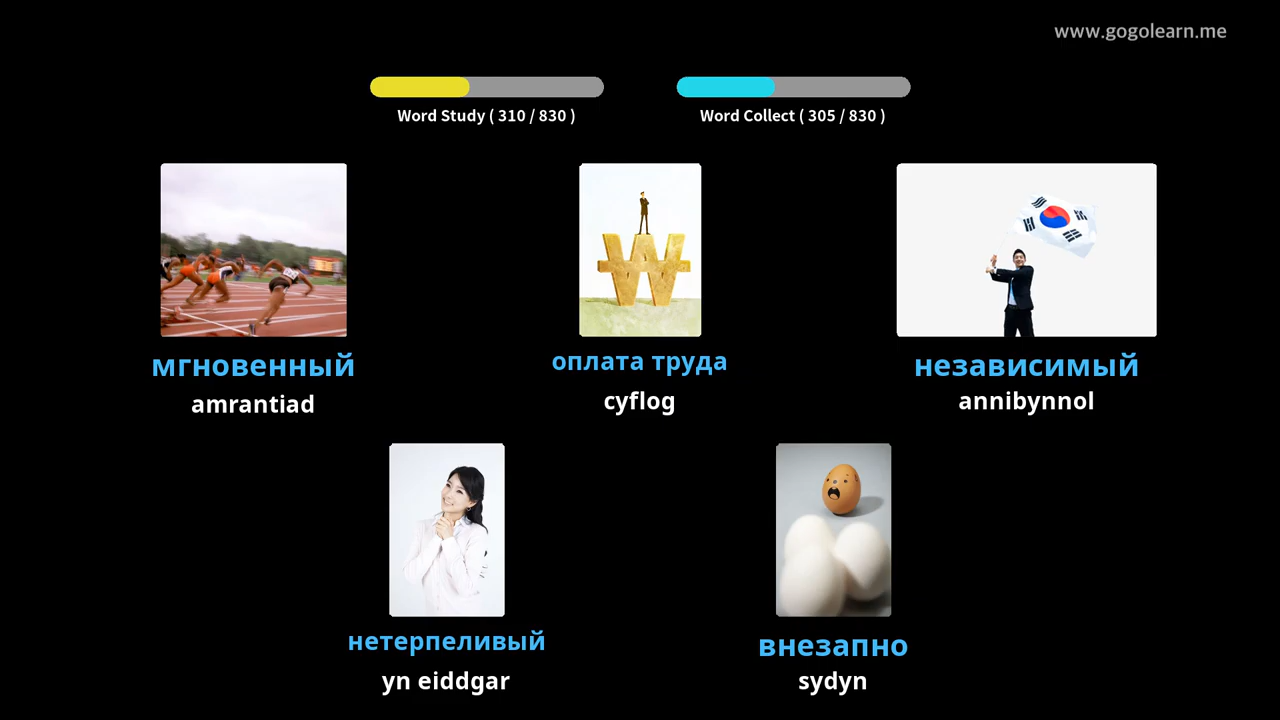 www.gogolearn.me
Word Study ( 310 / 830 )
Word Collect ( 305 / 830 )
мгновенный
amrantiad
оплата труда
cyflog
независимый
annibynnol
нетерпеливый
yn eiddgar
внезапно
sydyn